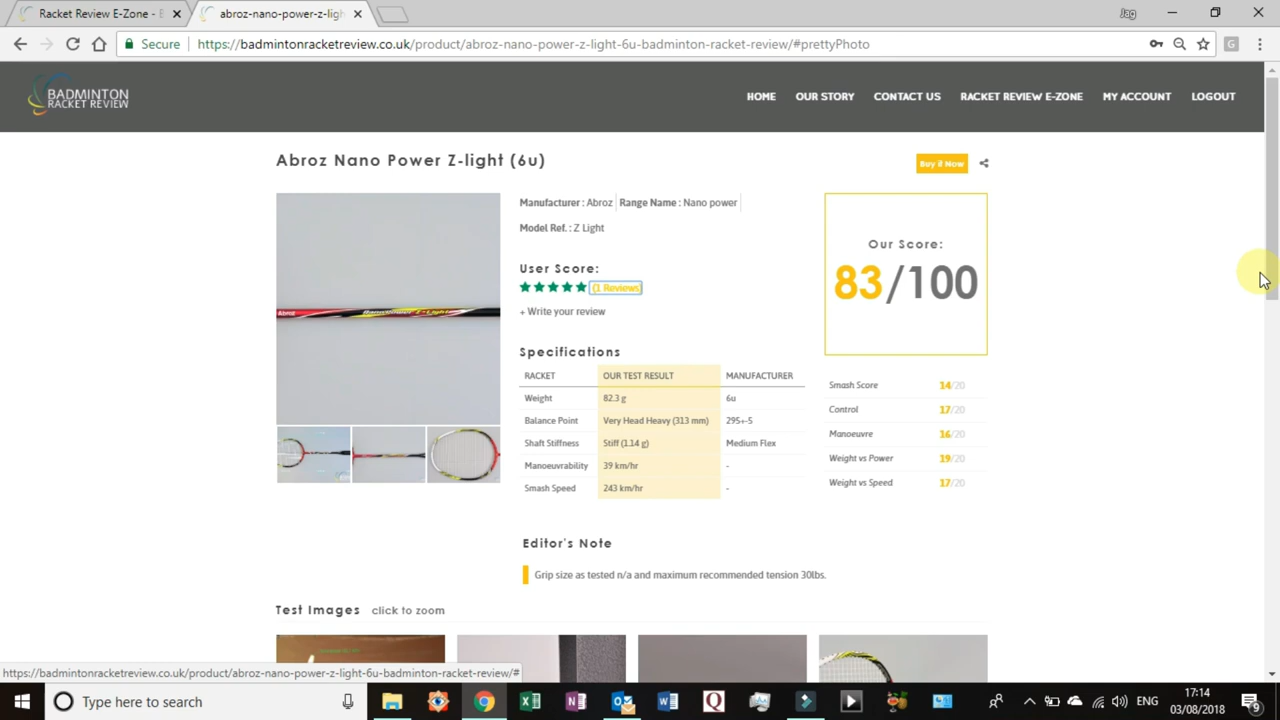 Racket Review E-Zone - B
abroz-nano-power-z-ligh
Jag
Secure
https://badmintonracketreview.co.uk/product/abroz-nano-power-z-light-6u-badminton-racket-review/#prettyPhoto
BADMINTON
RACKET REVIEW
HOME OUR STORY CONTACT US RACKET REVIEW E-ZONE MY ACCOUNT LOGOUT
Abroz Nano Power Z-light (6u)
Buy it Now
Manufacturer : Abroz Range Name : Nano power
Model Ref. : Z Light
User Score:
(1 Reviews)
+ Write your review
Our Score:
83/100
Abroz Nanopower Z-Light
Specifications
RACKET OUR TEST RESULT MANUFACTURER
Weight 82.3 g 6u
Balance Point Very Head Heavy (313 mm) 295+-5
Shaft Stiffness Stiff (1.14 g) Medium Flex
Manoeuvrability 39 km/hr -
Smash Speed 243 km/hr -
Smash Score 14/20
Control 17/20
Manoeuvre 16/20
Weight vs Power 19/20
Weight vs Speed 17/20
Editor's Note
Grip size as tested n/a and maximum recommended tension 30lbs.
Test Images click to zoom
https://badmintonracketreview.co.uk/product/abroz-nano-power-z-light-6u-badminton-racket-review/#
Type here to search
ENG
17:14
03/08/2018
9